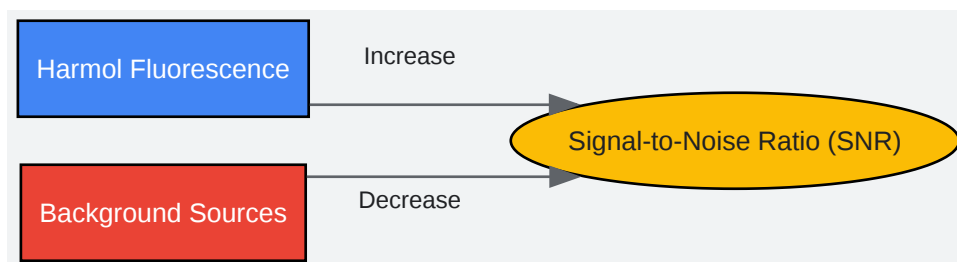 Harmol Fluorescence
Increase
Signal-to-Noise Ratio (SNR)
Background Sources
Decrease